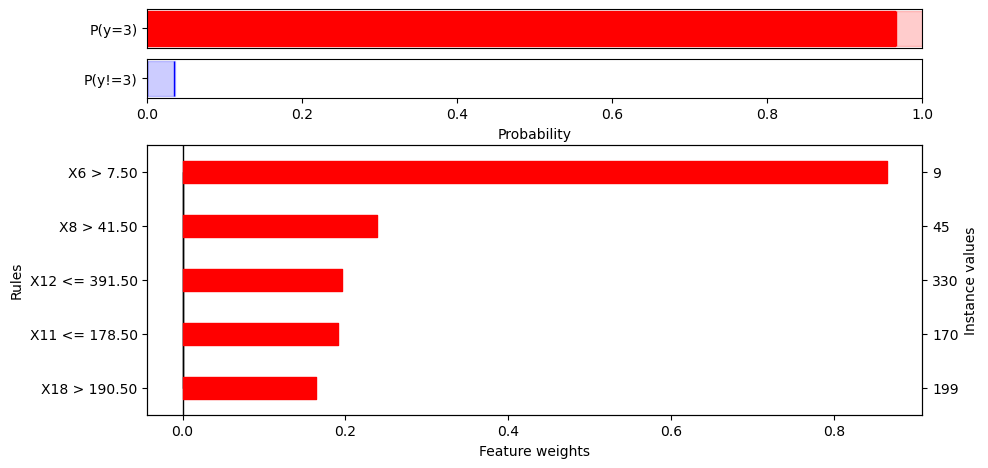 P(y=3)
P(y!=3)
0.0 0.2 0.4 0.6 0.8 1.0
Probability
Rules
X6 > 7.50 9
X8 > 41.50 45
X12 <= 391.50 330
X11 <= 178.50 170
X18 > 190.50 199
Instance values
0.0 0.2 0.4 0.6 0.8
Feature weights